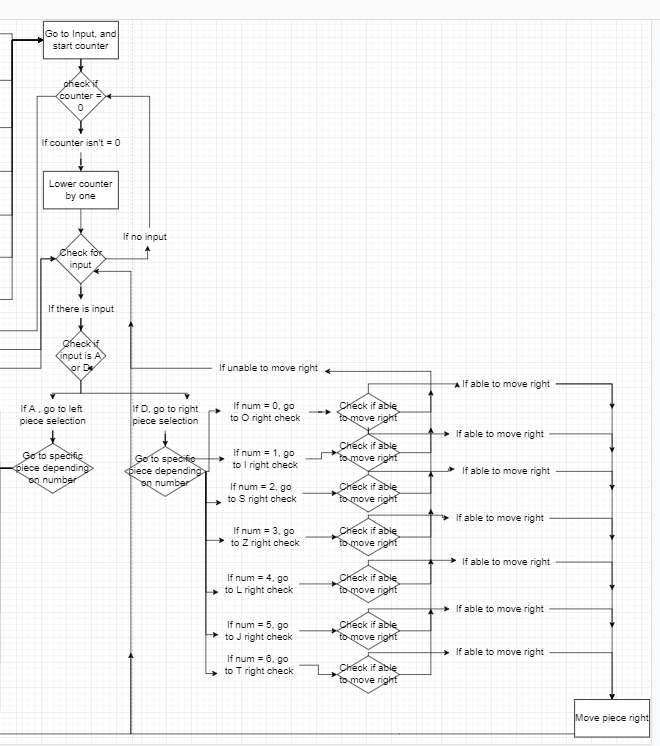 Go to Input, and
start counter
check if
counter =
0
If counter isn't = 0
Lower counter
by one
If no input
Check for
input
If there is input
Check if
input is A
or D
If unable to move right
If A , go to left
piece selection
If D, go to right
piece selection
Go to specific
piece depending
on number
Go to specific
piece depending
on number
If num = 0, go
to O right check
Check if able
to move right
If able to move right
If num = 1, go
to I right check
Check if able
to move right
If able to move right
If num = 2, go
to S right check
Check if able
to move right
If able to move right
If num = 3, go
to Z right check
Check if able
to move right
If able to move right
If num = 4, go
to L right check
Check if able
to move right
If able to move right
If num = 5, go
to J right check
Check if able
to move right
If able to move right
If num = 6, go
to T right check
Check if able
to move right
If able to move right
Move piece right